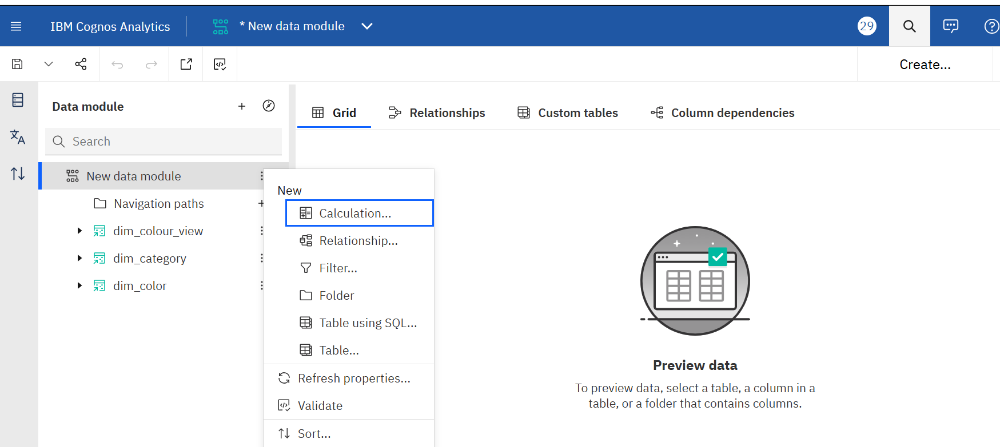 IBM Cognos Analytics
* New data module
29
Create...
Data module
Search
New data module
Navigation paths
dim_colour_view
dim_category
dim_color
New
Calculation...
Relationship...
Filter...
Folder
Table using SQL...
Table...
Refresh properties...
Validate
Sort...
Grid
Relationships
Custom tables
Column dependencies
Preview data
To preview data, select a table, a column in a
table, or a folder that contains columns.